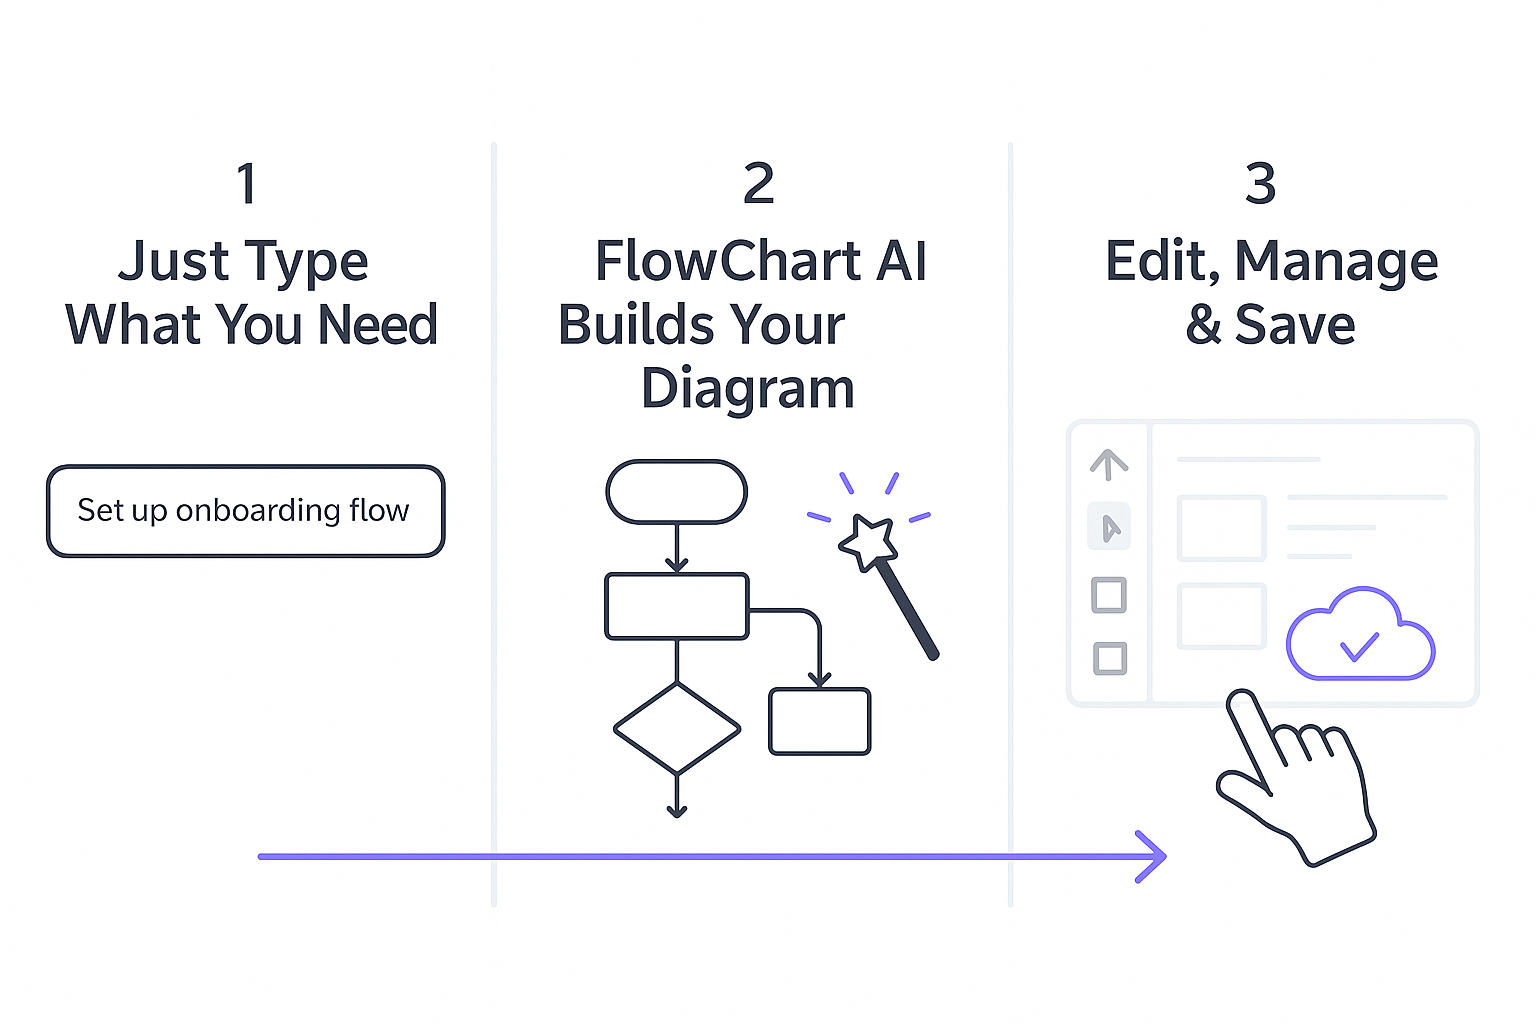 1
Just Type
What You Need
Set up onboarding flow
2
FlowChart AI
Builds Your
Diagram
3
Edit, Manage
& Save